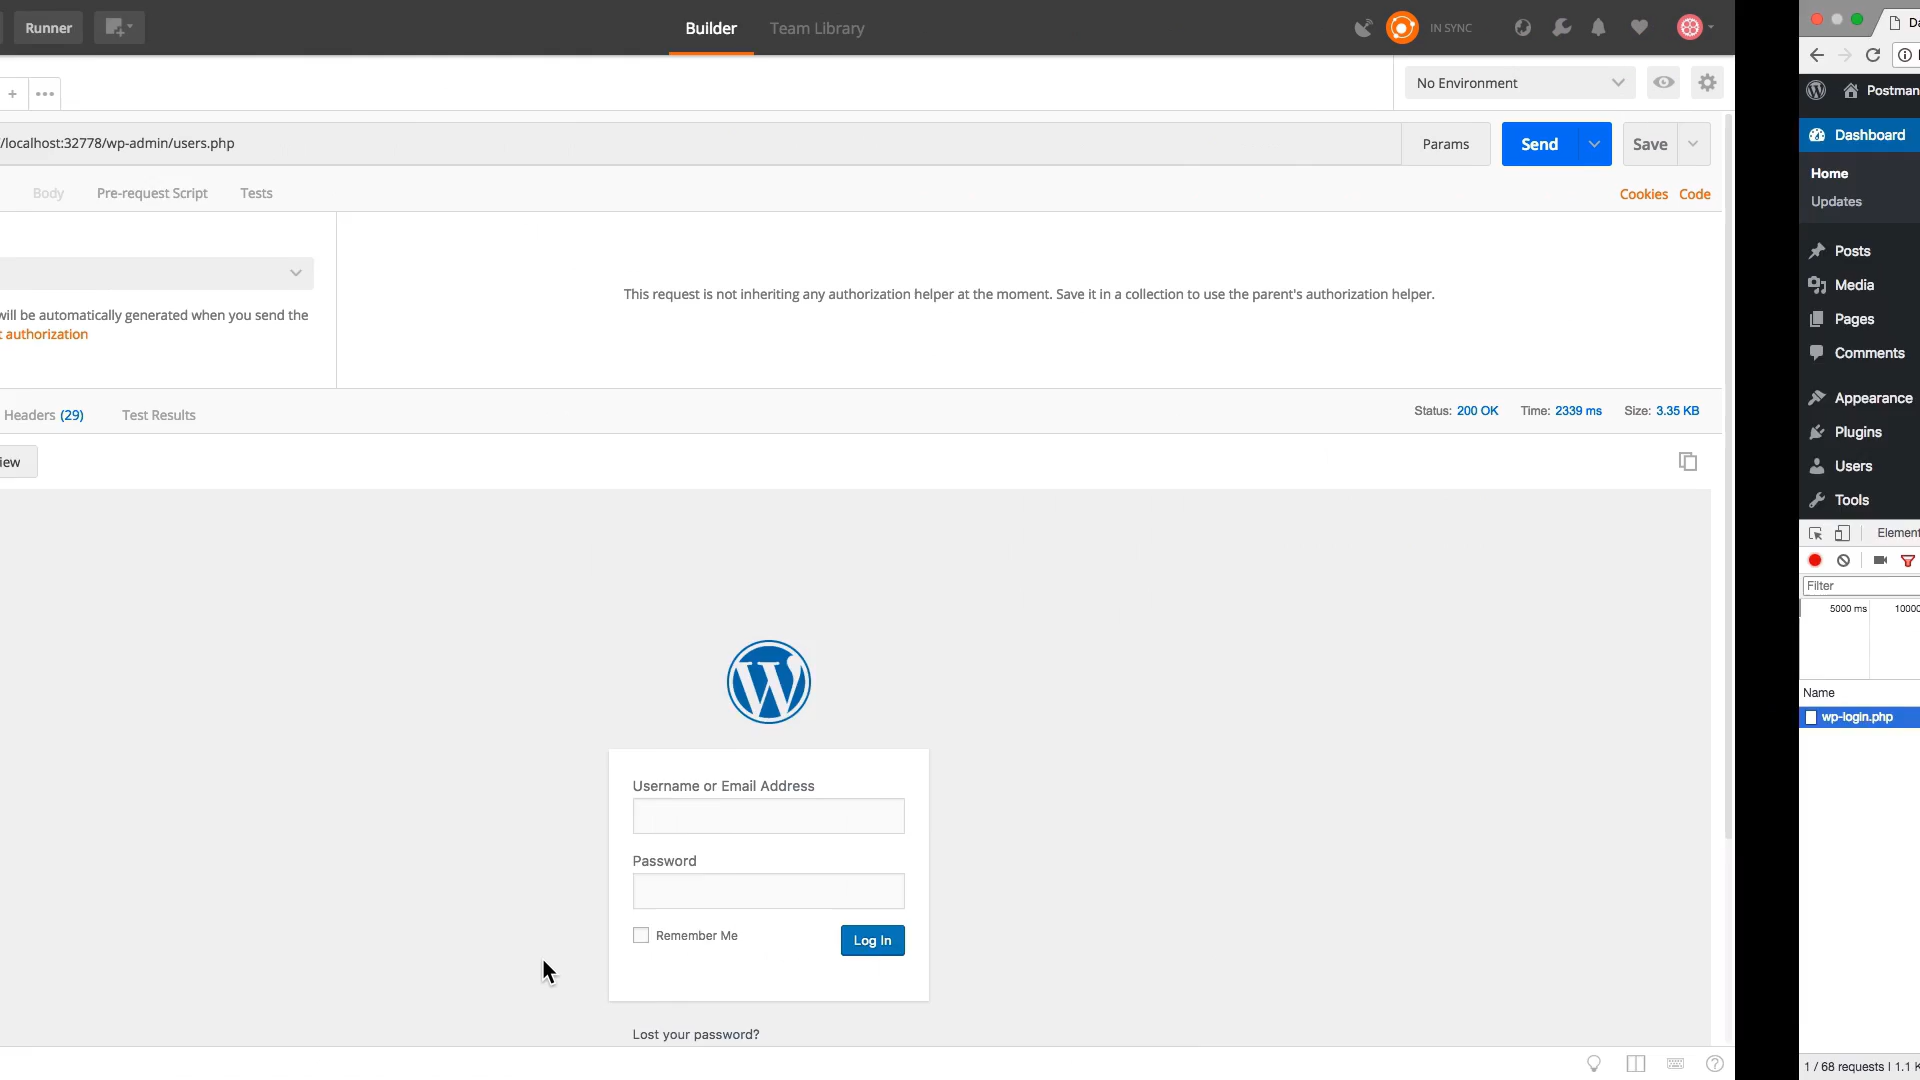 Runner
Builder
Team Library
IN SYNC
+
•••
No Environment
/localhost:32778/wp-admin/users.php
Params
Send
Save
Body
Pre-request Script
Tests
Cookies
Code
This request is not inheriting any authorization helper at the moment. Save it in a collection to use the parent's authorization helper.
will be automatically generated when you send the
t authorization
Headers (29)
Test Results
Status: 200 OK
Time: 2339 ms
Size: 3.35 KB
iew
Username or Email Address
Password
Remember Me
Log In
Lost your password?
Da
Postman
Dashboard
Home
Updates
Posts
Media
Pages
Comments
Appearance
Plugins
Users
Tools
Element
Filter
5000 ms
1000
Name
wp-login.php
1 / 68 requests | 1.1 K